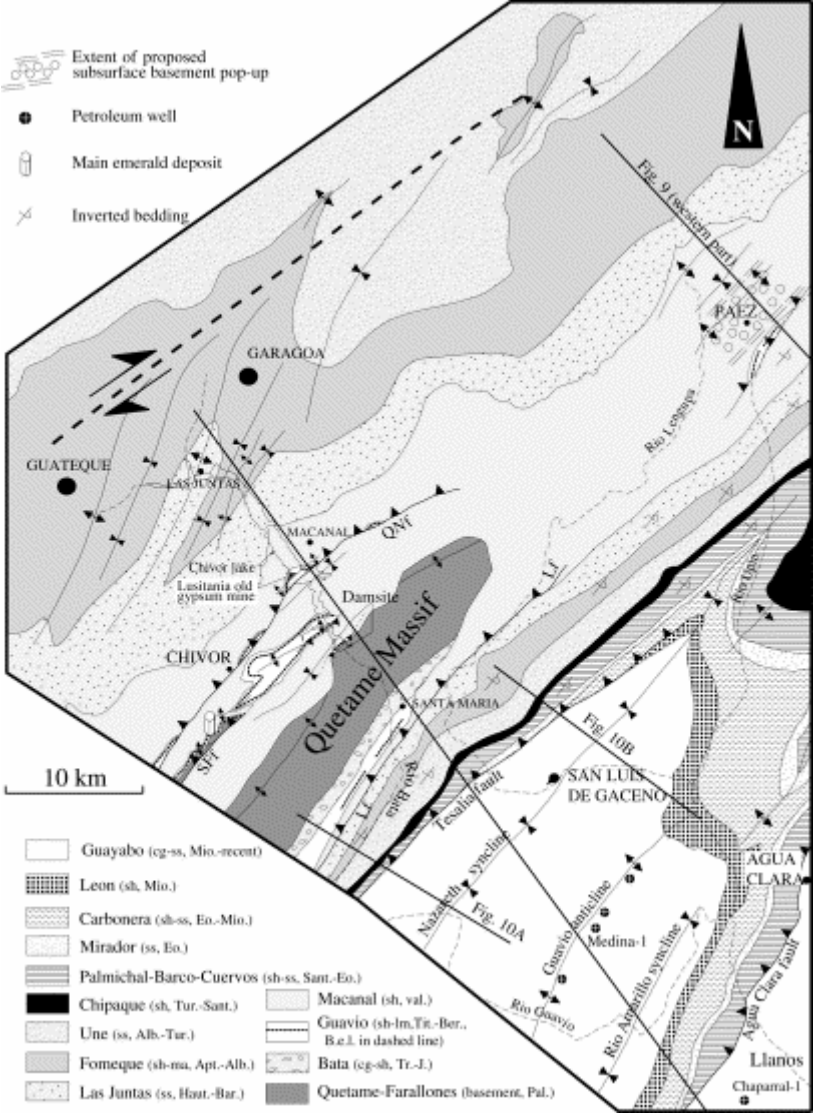 Extent of proposed
subsurface basement pop-up
Petroleum well
Main emerald deposit
Inverted bedding
N
Fig. 9 (western part)
PAEZ
GARAGOA
GUATEQUE
LAS JUNTAS
Rio Lengupa
MACANAL
QNf
Chivor lake
Lusitania old
gypsum mine
Damsite
Lf
Rio Upia
CHIVOR
Quetame Massif
SANTA MARIA
SFf
Fig. 10B
10 km
Rio Bata
Lf
Tesalia fault
SAN LUIS
DE GACENO
Nazareth syncline
Fig. 10A
AGUA
CLARA
Guavio anticline
Medina-1
Rio Guavio
Rio Amarillo syncline
Agua Clara fault
Llanos
Chaparral-1
Guayabo (cg-ss, Mio.-recent)
Leon (sh, Mio.)
Carbonera (sh-ss, Eo.-Mio.)
Mirador (ss, Eo.)
Palmichal-Barco-Cuervos (sh-ss, Sant.-Eo.)
Chipaque (sh, Tur.-Sant.)
Une (ss, Alb.-Tur.)
Fomeque (sh-ma, Apt.-Alb.)
Las Juntas (ss, Haut.-Bar.)
Macanal (sh, val.)
Guavio (sh-lm,Tit.-Ber.,
B.e.l. in dashed line)
Bata (cg-sh, Tr.-J.)
Quetame-Farallones (basement, Pal.)